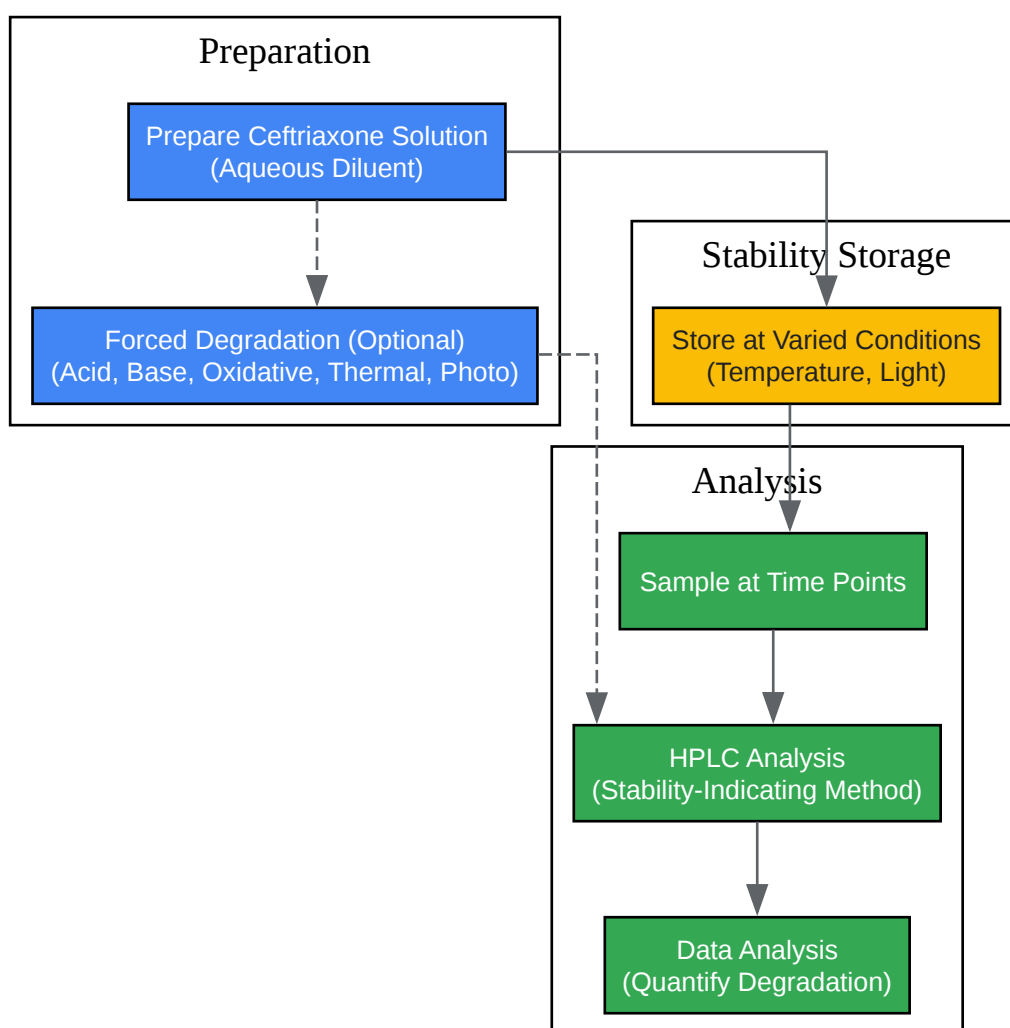 Preparation
Prepare Ceftriaxone Solution
(Aqueous Diluent)
Forced Degradation (Optional)
(Acid, Base, Oxidative, Thermal, Photo)
Stability Storage
Store at Varied Conditions
(Temperature, Light)
Analysis
Sample at Time Points
HPLC Analysis
(Stability-Indicating Method)
Data Analysis
(Quantify Degradation)